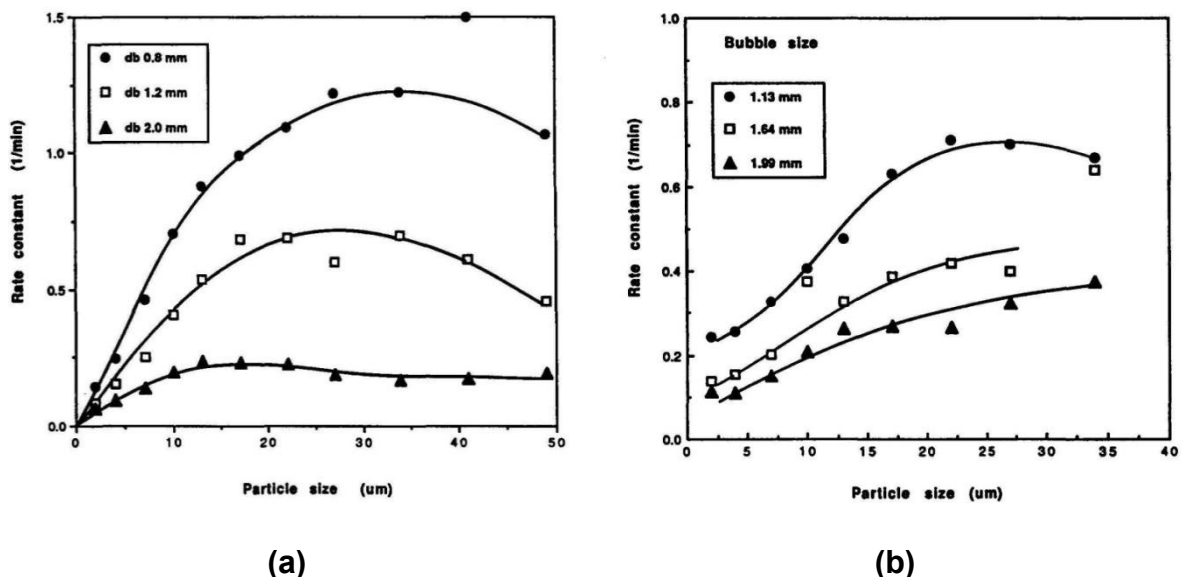 1.5
db 0.8 mm
db 1.2 mm
db 2.0 mm
1.0
0.5
0.0
0 10 20 30 40 50
Rate constant (1/min)
Particle size (um)
(a)
1.0
Bubble size
1.13 mm
1.64 mm
1.99 mm
0.8
0.6
0.4
0.2
0.0
0 5 10 15 20 25 30 35 40
Rate constant (1/min)
Particle size (um)
(b)